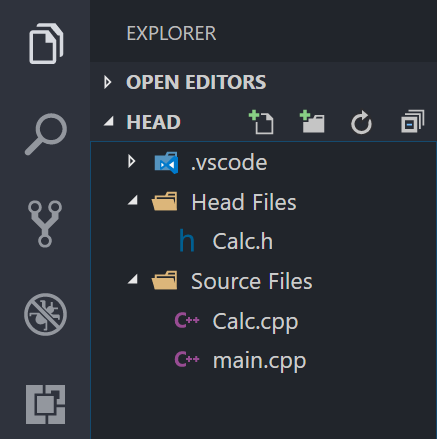 EXPLORER
OPEN EDITORS
HEAD
.vscode
Head Files
h Calc.h
Source Files
C++ Calc.cpp
C++ main.cpp